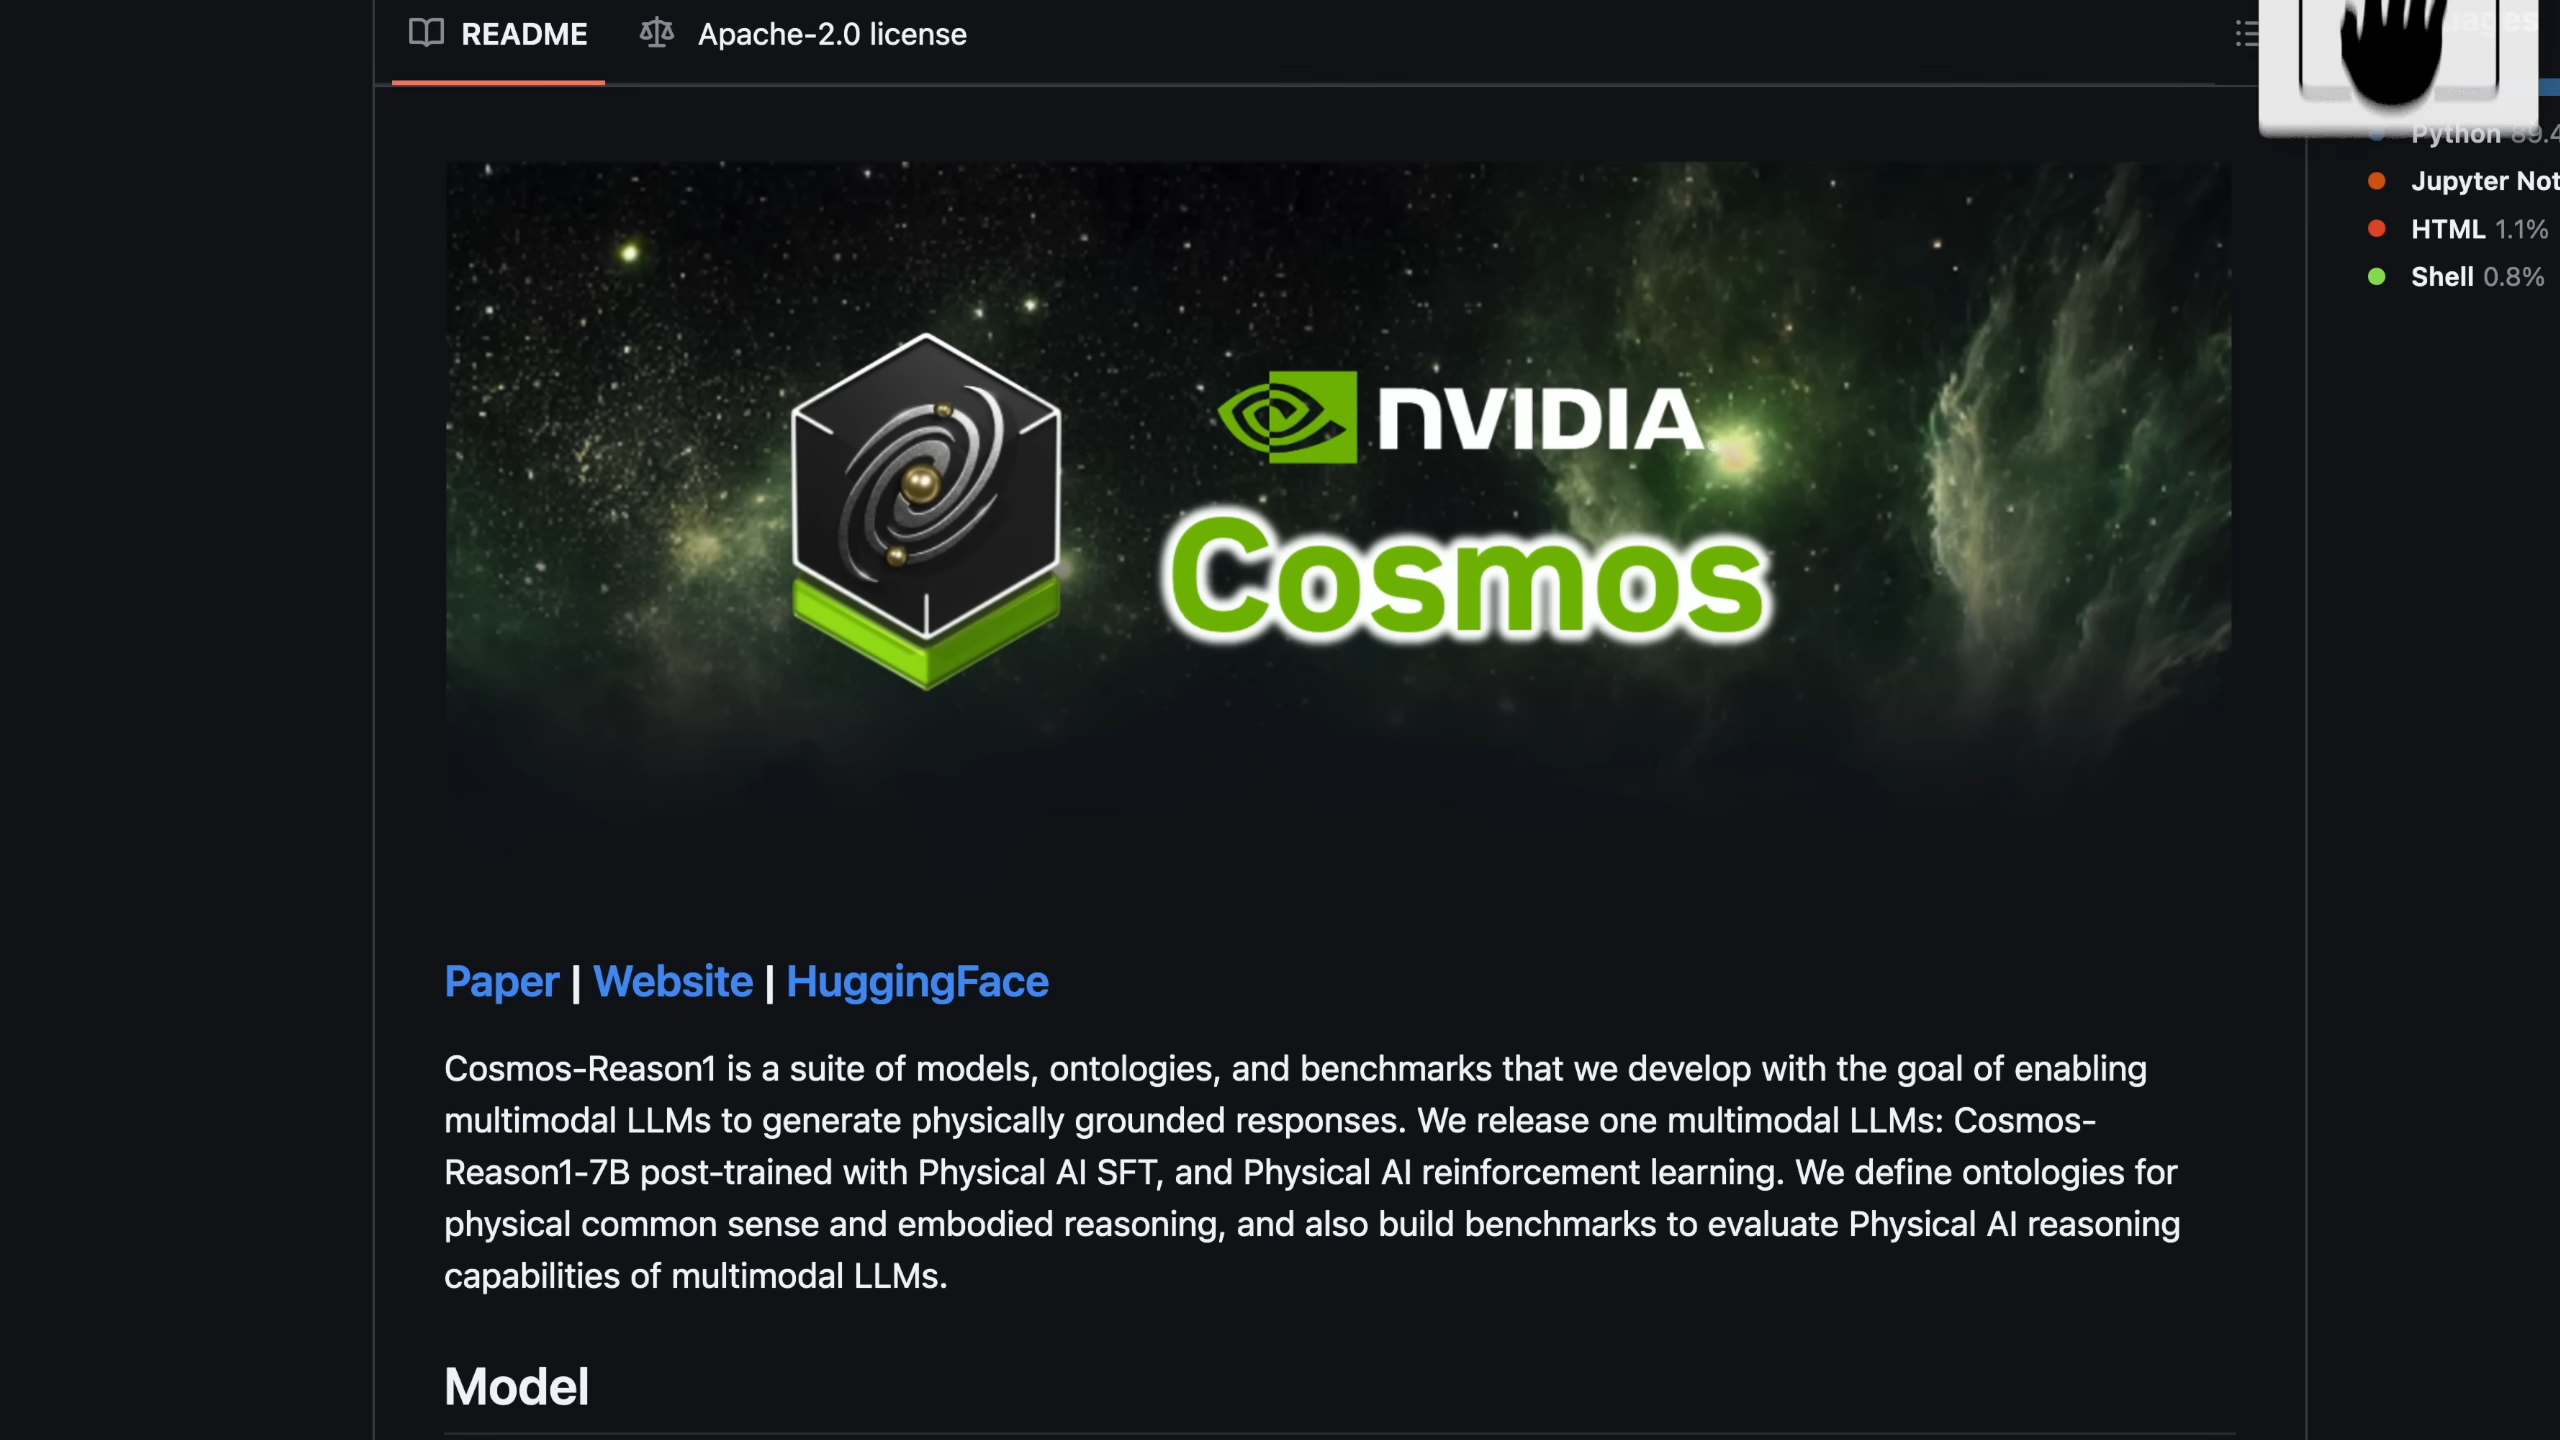 README
Apache-2.0 license
Python 89.4
Jupyter Not
HTML 1.1%
Shell 0.8%
NVIDIA
Cosmos
Paper | Website | HuggingFace
Cosmos-Reason1 is a suite of models, ontologies, and benchmarks that we develop with the goal of enabling
multimodal LLMs to generate physically grounded responses. We release one multimodal LLMs: Cosmos-
Reason1-7B post-trained with Physical AI SFT, and Physical AI reinforcement learning. We define ontologies for
physical common sense and embodied reasoning, and also build benchmarks to evaluate Physical AI reasoning
capabilities of multimodal LLMs.
Model